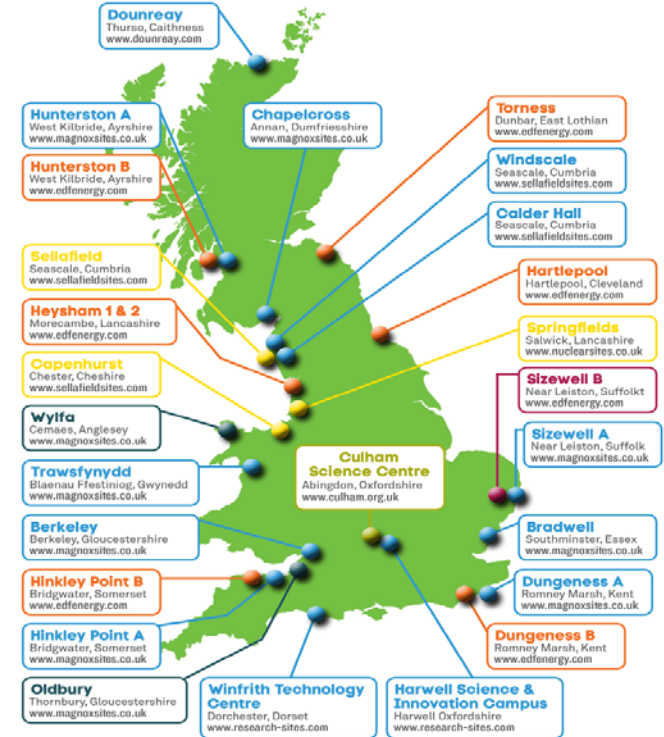 Dounreay
Thurso, Caithness
www.dounreay.com
Hunterston A
West Kilbride, Ayrshire
www.magnoxsites.co.uk
Chapelcross
Annan, Dumfriesshire
www.magnoxsites.co.uk
Torness
Dunbar, East Lothian
www.edfenergy.com
Hunterston B
West Kilbride, Ayrshire
www.edfenergy.com
Windscale
Seascale, Cumbria
www.sellafieldsites.com
Calder Hall
Seascale, Cumbria
www.sellafieldsites.com
Sellafield
Seascale, Cumbria
www.sellafieldsites.com
Hartlepool
Hartlepool, Cleveland
www.edfenergy.com
Heysham 1 & 2
Morecambe, Lancashire
www.edfenergy.com
Springfields
Salwick, Lancashire
www.nuclearsites.co.uk
Capenhurst
Chester, Cheshire
www.sellafieldsites.com
Sizewell B
Near Leiston, Suffolkt
www.edfenergy.com
Wylfa
Cemaes, Anglesey
www.magnoxsites.co.uk
Sizewell A
Near Leiston, Suffolk
www.magnoxsites.co.uk
Culham
Science Centre
Abingdon, Oxfordshire
www.culham.org.uk
Trawsfynydd
Blaenau Ffestiniog, Gwynedd
www.magnoxsites.co.uk
Berkeley
Berkeley, Gloucestershire
www.magnoxsites.co.uk
Bradwell
Southminster, Essex
www.magnoxsites.co.uk
Hinkley Point B
Bridgwater, Somerset
www.edfenergy.com
Dungeness A
Romney Marsh, Kent
www.magnoxsites.co.uk
Hinkley Point A
Bridgwater, Somerset
www.magnoxsites.co.uk
Dungeness B
Romney Marsh, Kent
www.edfenergy.com
Oldbury
Thornbury, Gloucestershire
www.magnoxsites.co.uk
Winfrith Technology
Centre
Dorchester, Dorset
www.research-sites.com
Harwell Science &
Innovation Campus
Harwell Oxfordshire
www.research-sites.com